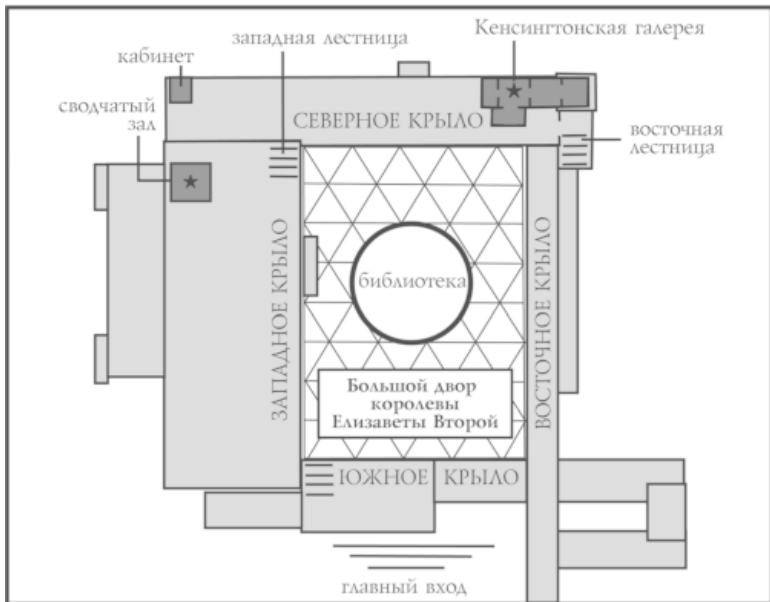 западная лестница
Кенсингтонская галерея
кабинет
сводчатый
зал
СЕВЕРНОЕ КРЫЛО
восточная
лестница
ЗАПАДНОЕ КРЫЛО
библиотека
ВОСТОЧНОЕ КРЫЛО
Большой двор
королевы
Елизаветы Второй
ЮЖНОЕ КРЫЛО
главный вход